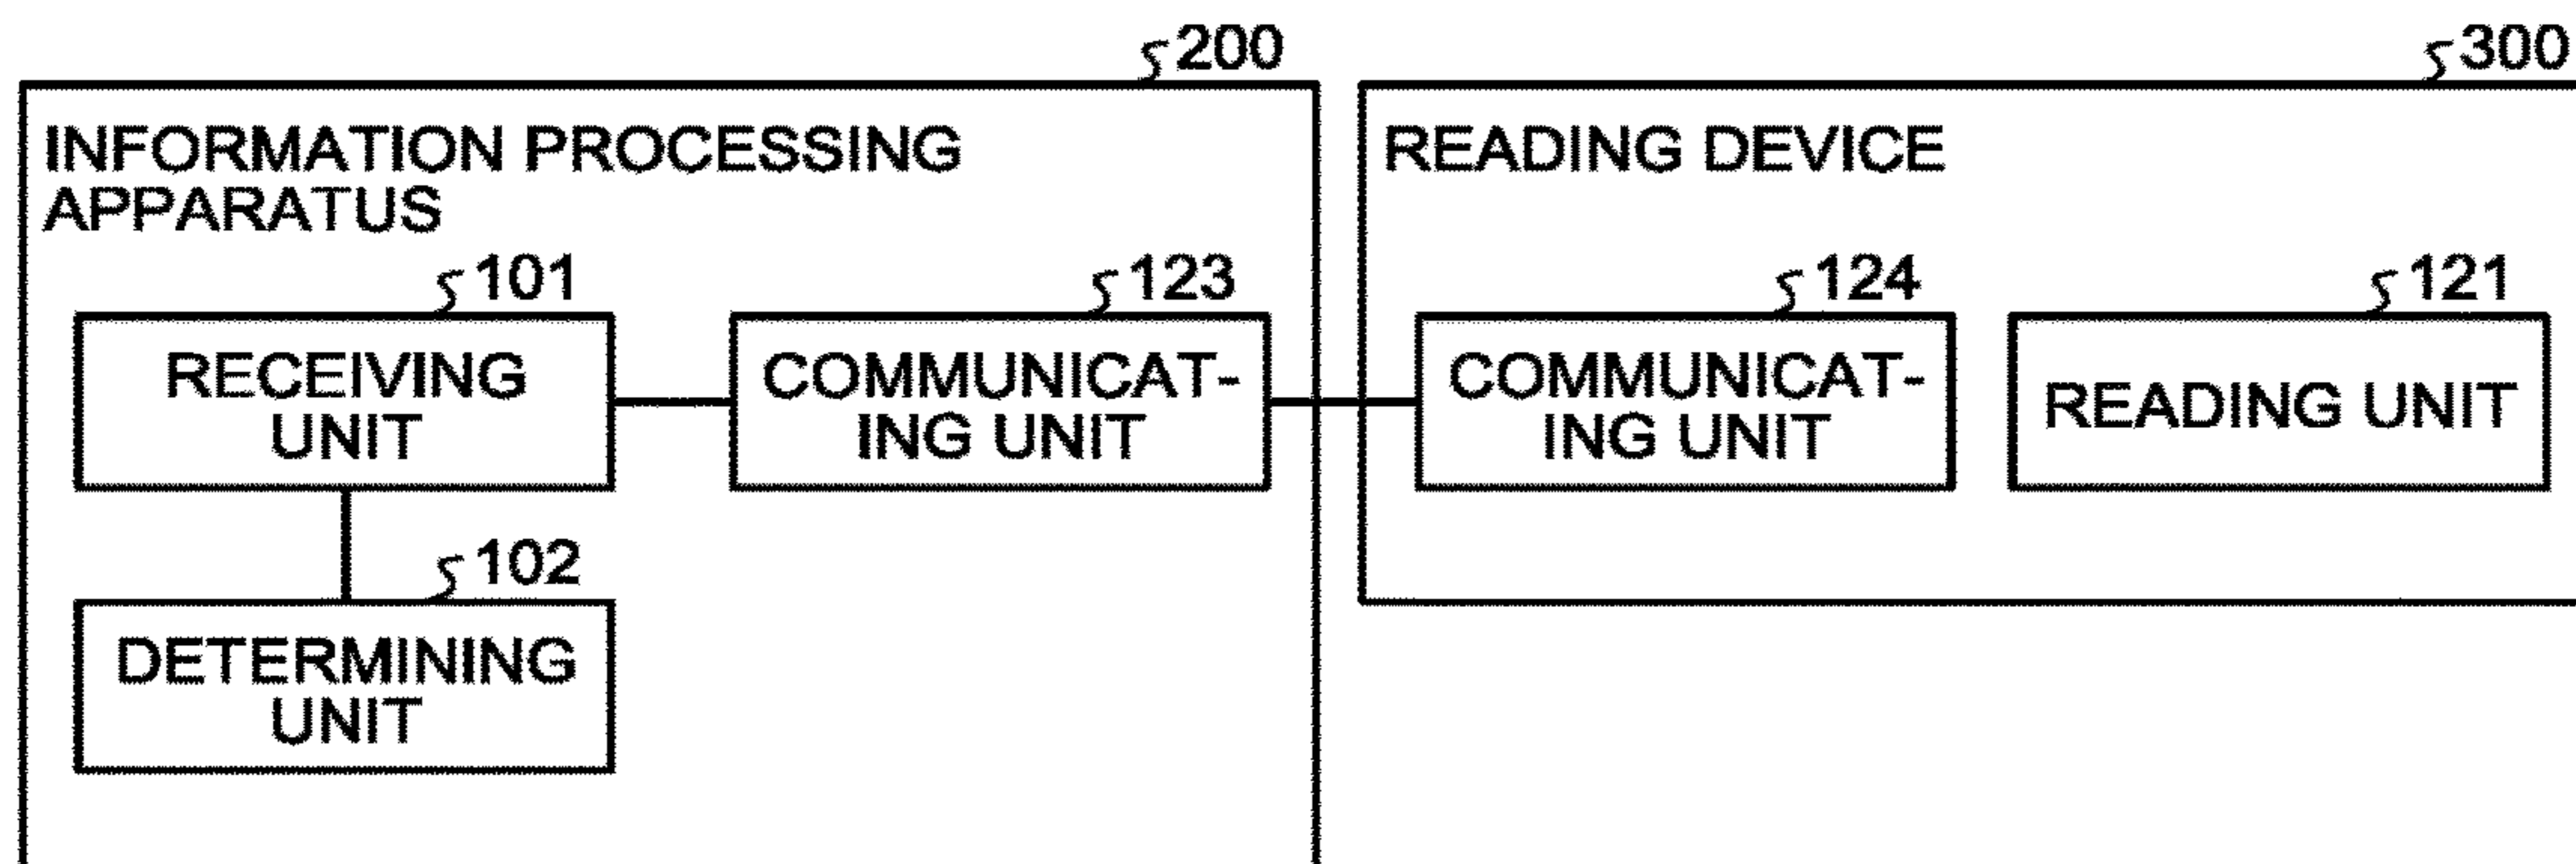 200
300
INFORMATION PROCESSING
APPARATUS
READING DEVICE
101
123
124
121
RECEIVING
UNIT
COMMUNICAT-
ING UNIT
COMMUNICAT-
ING UNIT
READING UNIT
102
DETERMINING
UNIT